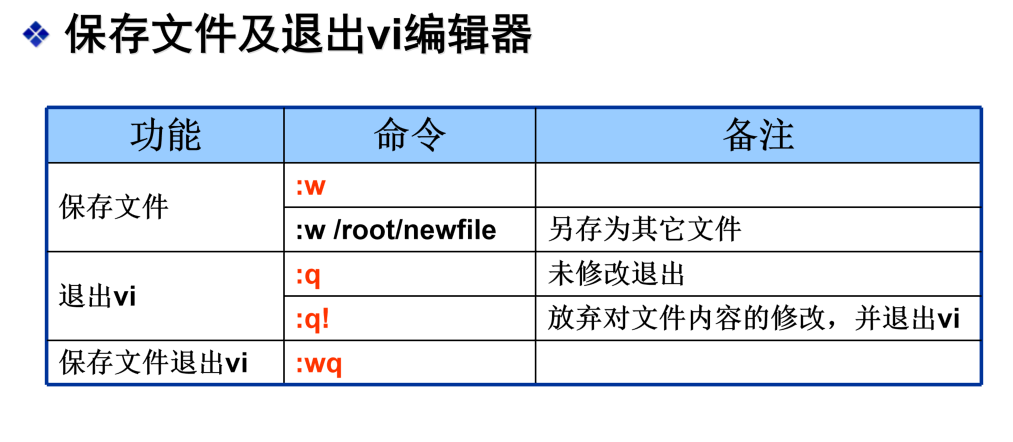 保存文件及退出vi编辑器
功能 命令 备注
保存文件
:w
:w /root/newfile 另存为其它文件
退出vi
:q 未修改退出
:q! 放弃对文件内容的修改，并退出vi
保存文件退出vi :wq